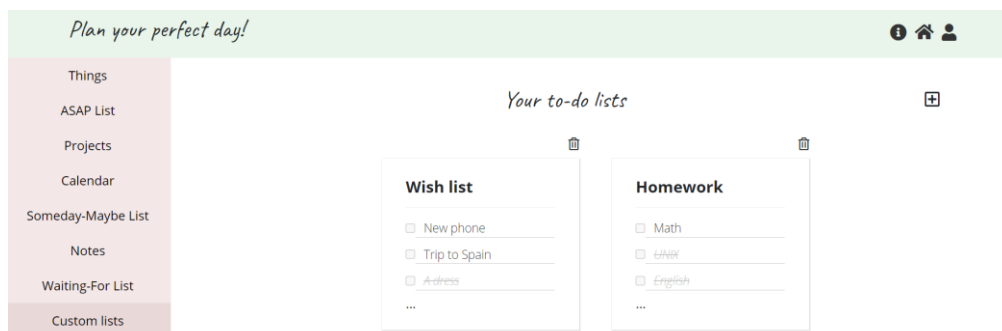 Plan your perfect day!
Things
ASAP List
Projects
Calendar
Someday-Maybe List
Notes
Waiting-For List
Custom lists
Your to-do lists
Wish list
New phone
Trip to Spain
A dress
...
Homework
Math
UNIX
English
...